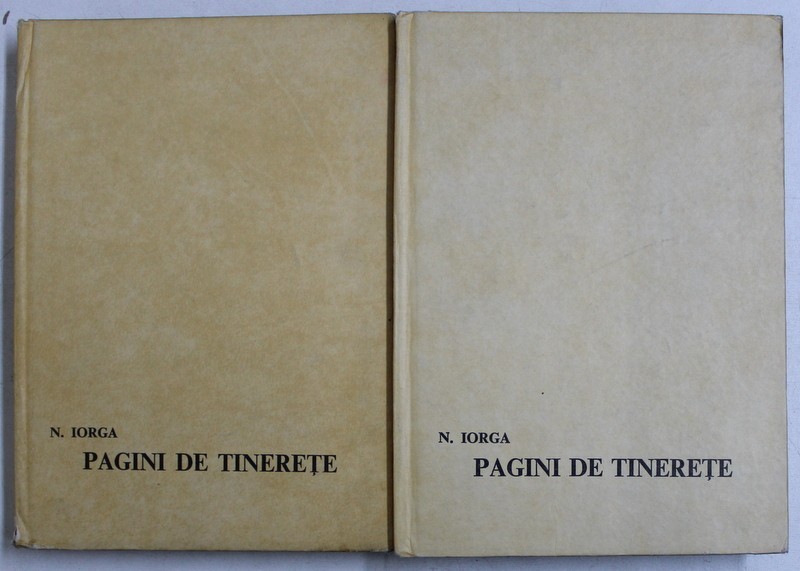 N. IORGA
PAGINI DE TINEREȚE
N. IORGA
PAGINI DE TINEREȚE